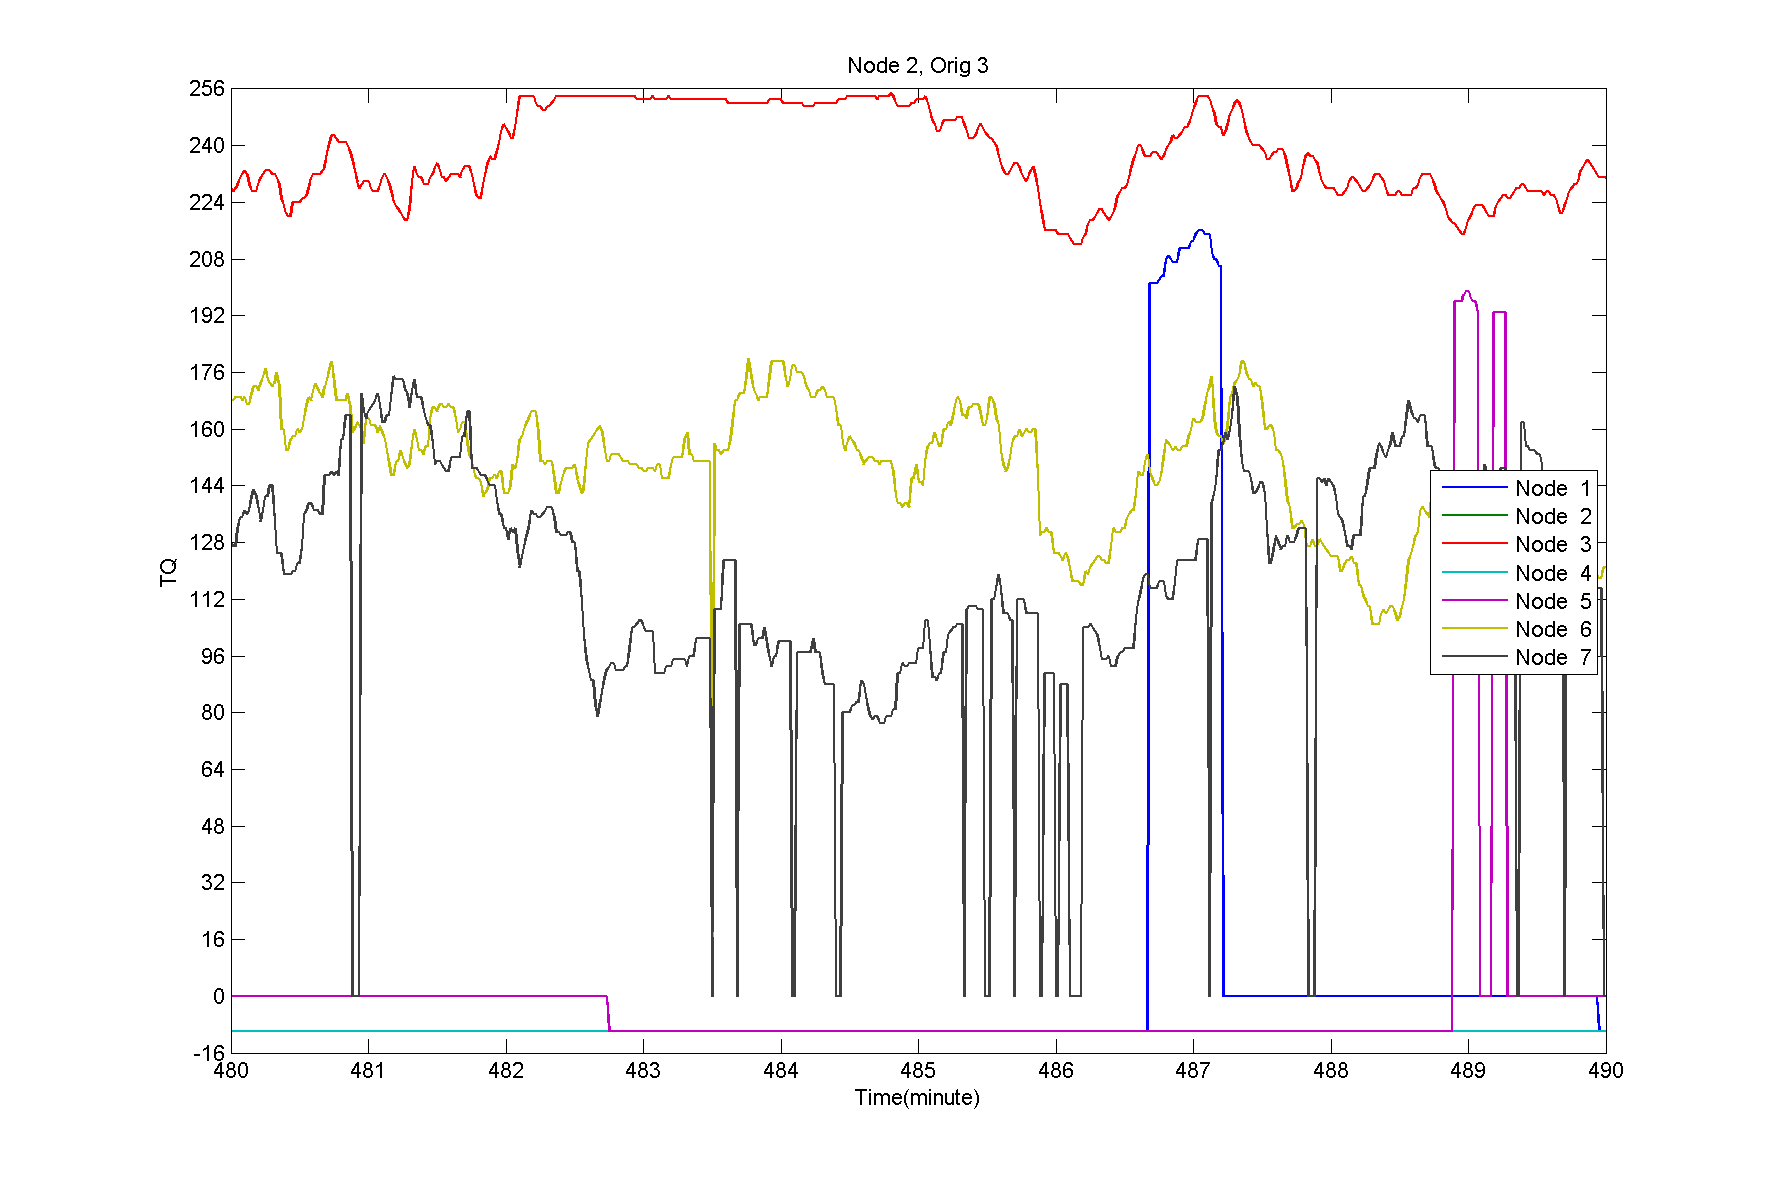 Node 2, Orig 3
256
240
224
208
192
176
160
144
128
112
96
80
64
48
32
16
0
-16
TQ
Node 1
Node 2
Node 3
Node 4
Node 5
Node 6
Node 7
480 481 482 483 484 485 486 487 488 489 490
Time(minute)